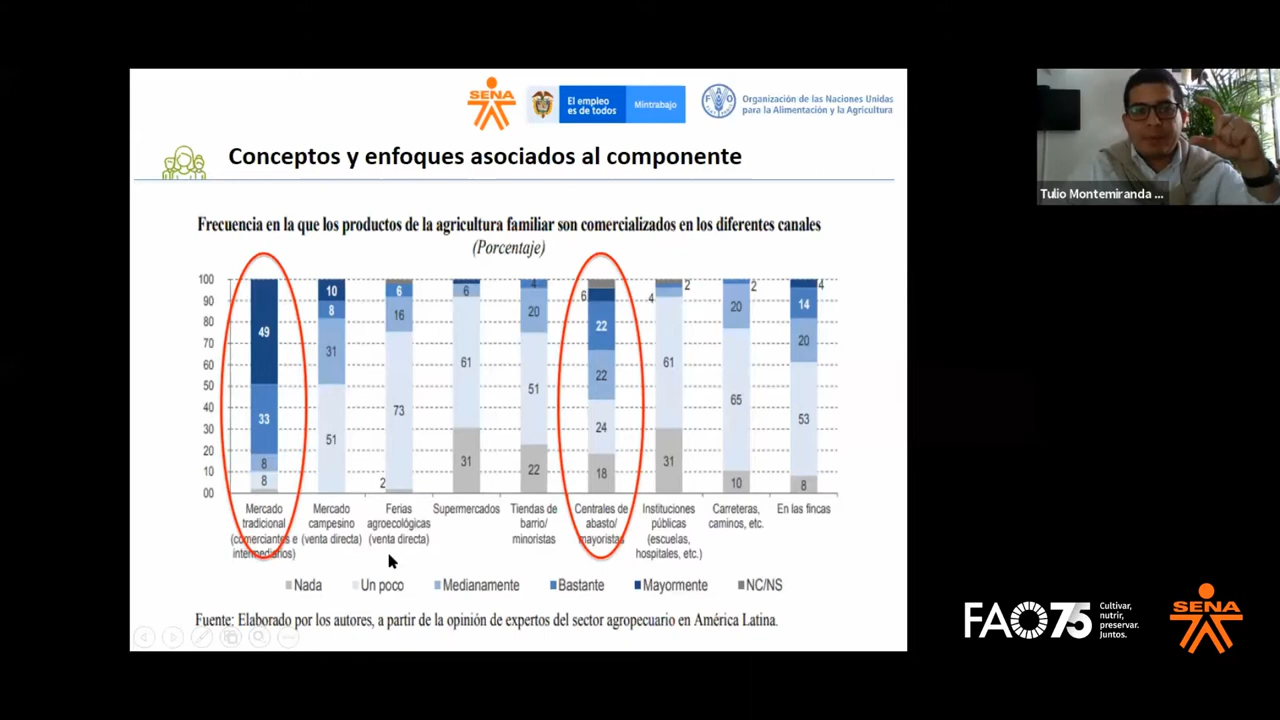 SENA
El empleo
es de todos
Mintrabajo
FAO
Organización de las Naciones Unidas
para la Alimentación y la Agricultura
Conceptos y enfoques asociados al componente
Tulio Montemiranda ...
Frecuencia en la que los productos de la agricultura familiar son comercializados en los diferentes canales
(Porcentaje)
100
90
80
70
60
50
40
30
20
10
00
49
33
8
8
10
8
31
51
6
16
73
2
6
61
31
4
20
51
22
6
22
22
24
18
2
4
61
31
2
20
65
10
4
14
20
53
8
Mercado
tradicional
(comerciantes e
intermediarios)
Mercado
campesino
(venta directa)
Ferias
agroecológicas
(venta directa)
Supermercados
Tiendas de
barrio/
minoristas
Centrales de
abasto/
mayoristas
Instituciones
públicas
(escuelas,
hospitales, etc.)
Carreteras,
caminos, etc.
En las fincas
Nada
Un poco
Medianamente
Bastante
Mayormente
NC/NS
Fuente: Elaborado por los autores, a partir de la opinión de expertos del sector agropecuario en América Latina.
FAO75
Cultivar,
nutrir,
preservar.
Juntos.
SENA